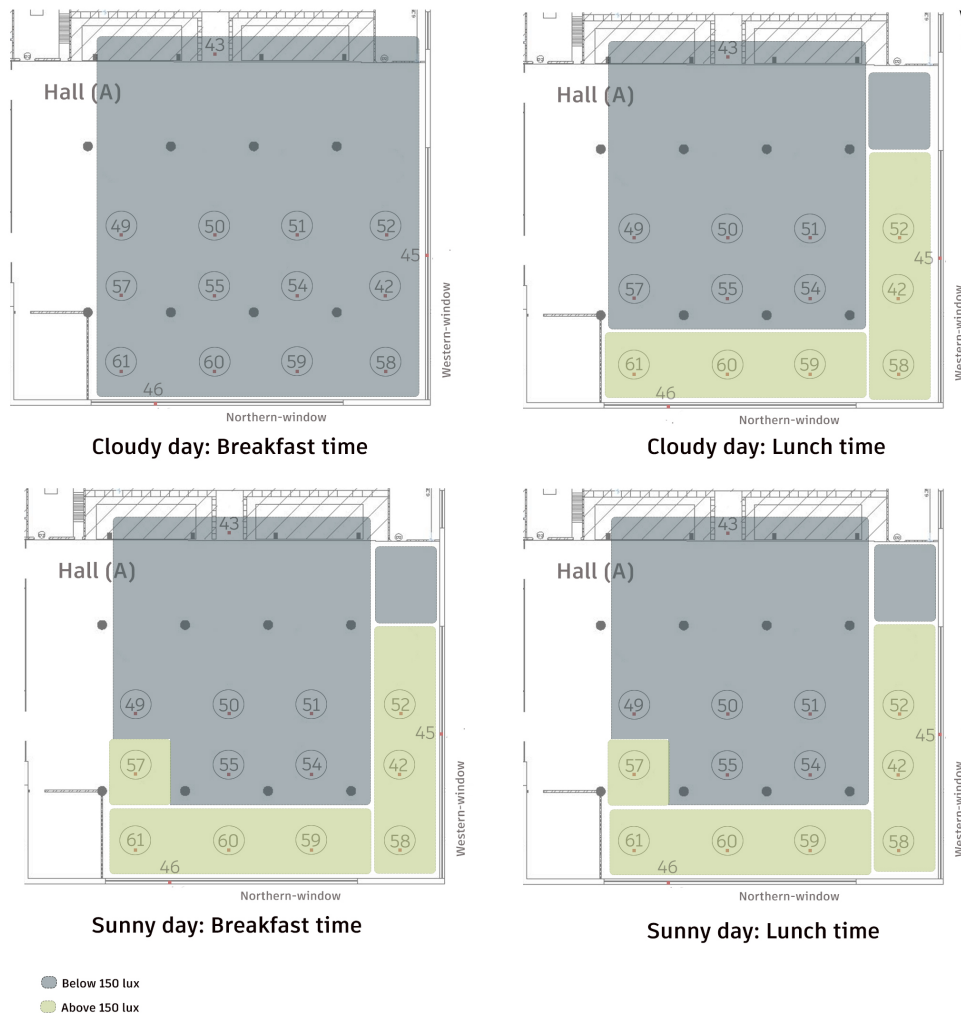 43
Hall (A)
49 50 51 52
45
57 55 54 42
61 60 59 58
46
Western-window
Northern-window
Cloudy day: Breakfast time
43
Hall (A)
49 50 51 52
45
57 55 54 42
61 60 59 58
46
Western-window
Northern-window
Cloudy day: Lunch time
43
Hall (A)
49 50 51 52
45
57 55 54 42
61 60 59 58
46
Western-window
Northern-window
Sunny day: Breakfast time
43
Hall (A)
49 50 51 52
45
57 55 54 42
61 60 59 58
46
Western-window
Northern-window
Sunny day: Lunch time
Below 150 lux
Above 150 lux